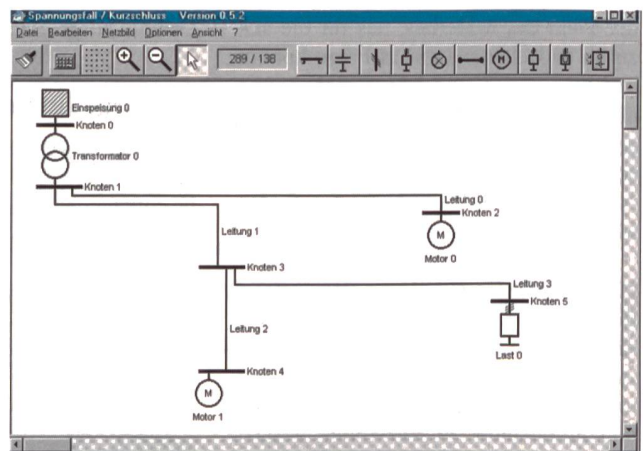 Spannungsfall / Kurzschluss Version 0.5.2
Datei Bearbeiten Netzbild Optionen Ansicht ?
289 / 138
M
Einspeisung 0
Knoten 0
Transformator 0
Knoten 1
Leitung 0
Knoten 2
M
Motor 0
Leitung 1
Knoten 3
Leitung 3
Knoten 5
Last 0
Leitung 2
Knoten 4
M
Motor 1